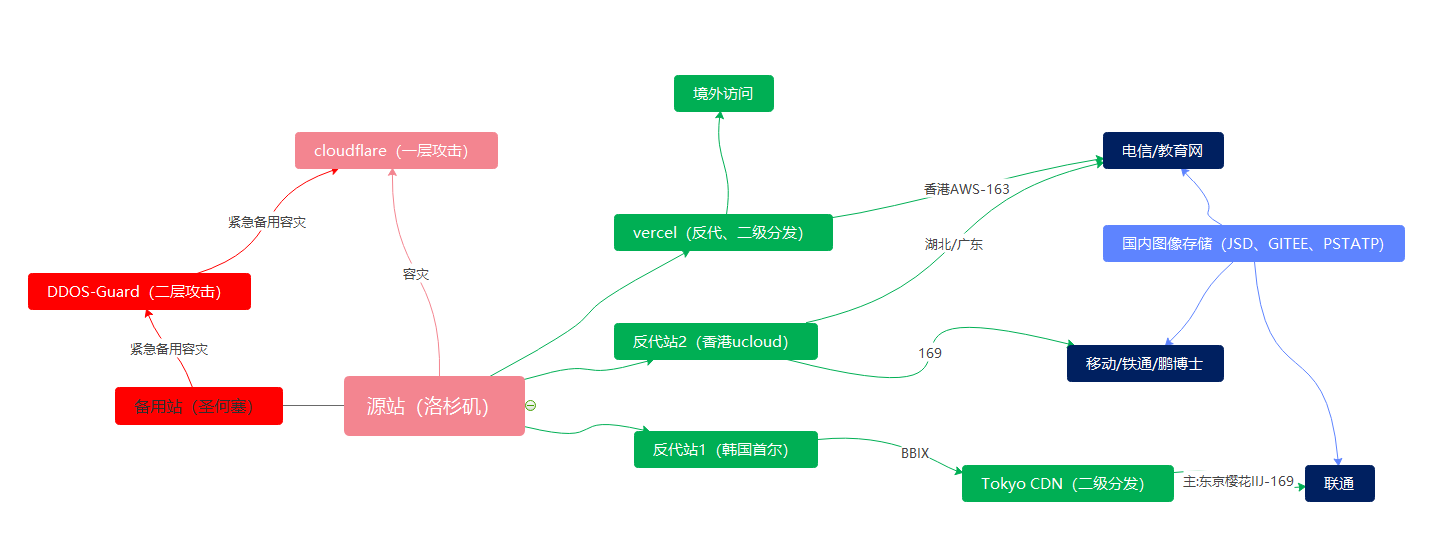 境外访问
cloudflare（一层攻击）
电信/教育网
香港AWS-163
紧急备用容灾
vercel（反代、二级分发）
湖北/广东
国内图像存储（JSD、GITEE、PSTATP）
容灾
DDOS-Guard（二层攻击）
反代站2（香港ucloud）
紧急备用容灾
169
移动/铁通/鹏博士
备用站（圣何塞）
源站（洛杉矶）
反代站1（韩国首尔）
BBIX
Tokyo CDN（二级分发）
主:东京樱花IIJ-169
联通